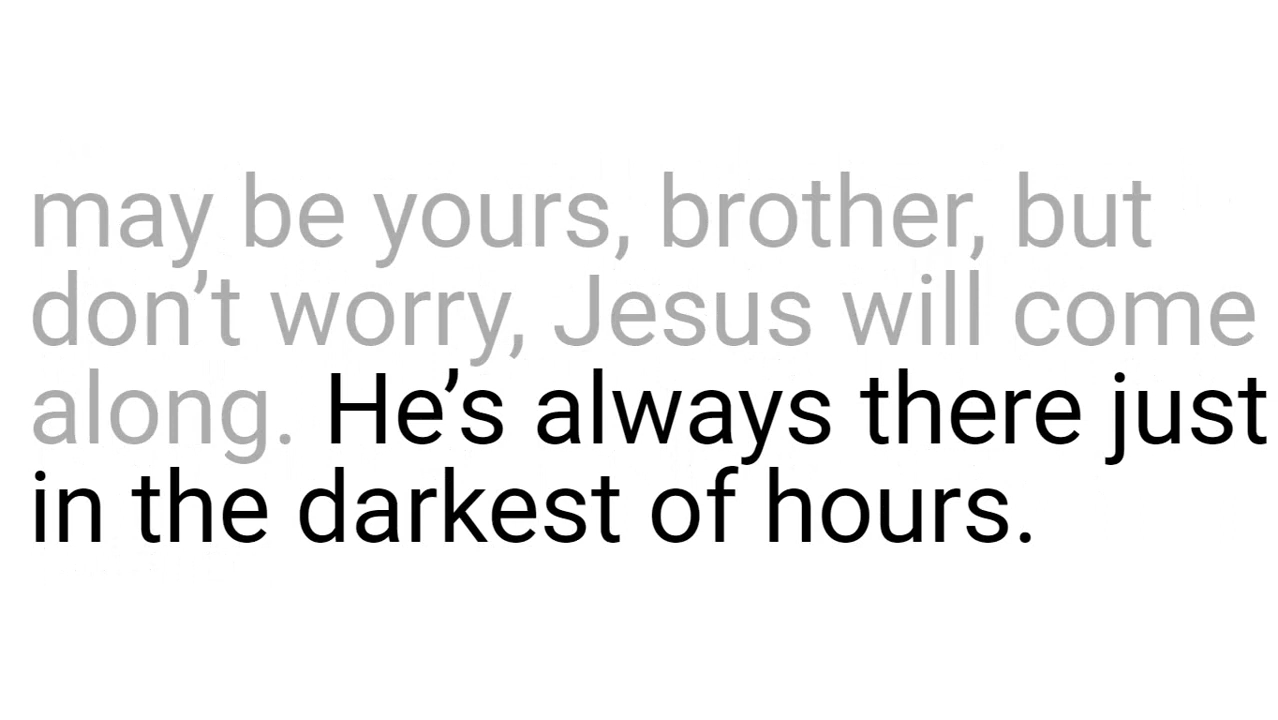 may be yours, brother, but
don’t worry, Jesus will come
along. He’s always there just
in the darkest of hours.